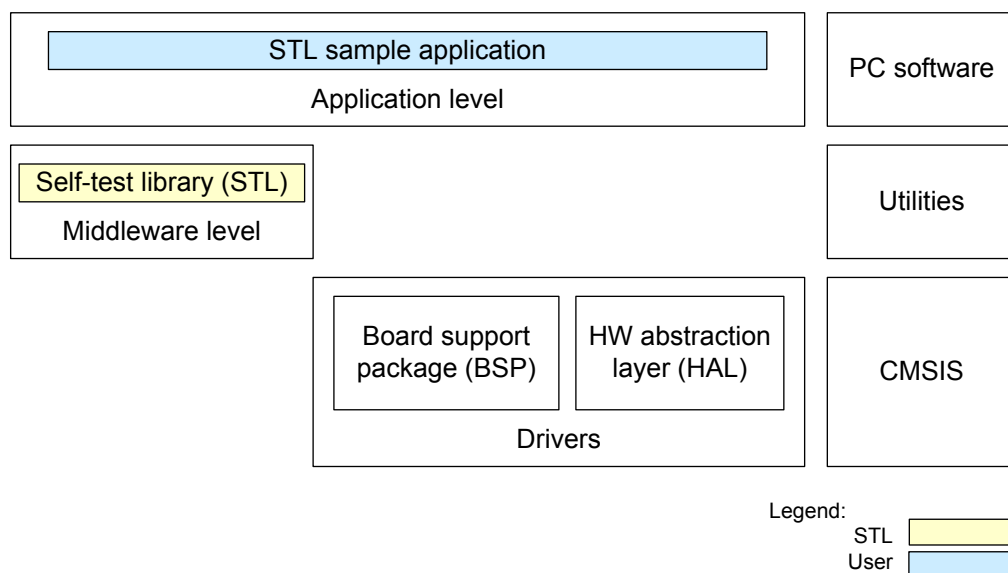 STL sample application
Application level
PC software
Self-test library (STL)
Middleware level
Utilities
Board support
package (BSP)
HW abstraction
layer (HAL)
Drivers
CMSIS
Legend:
STL
User